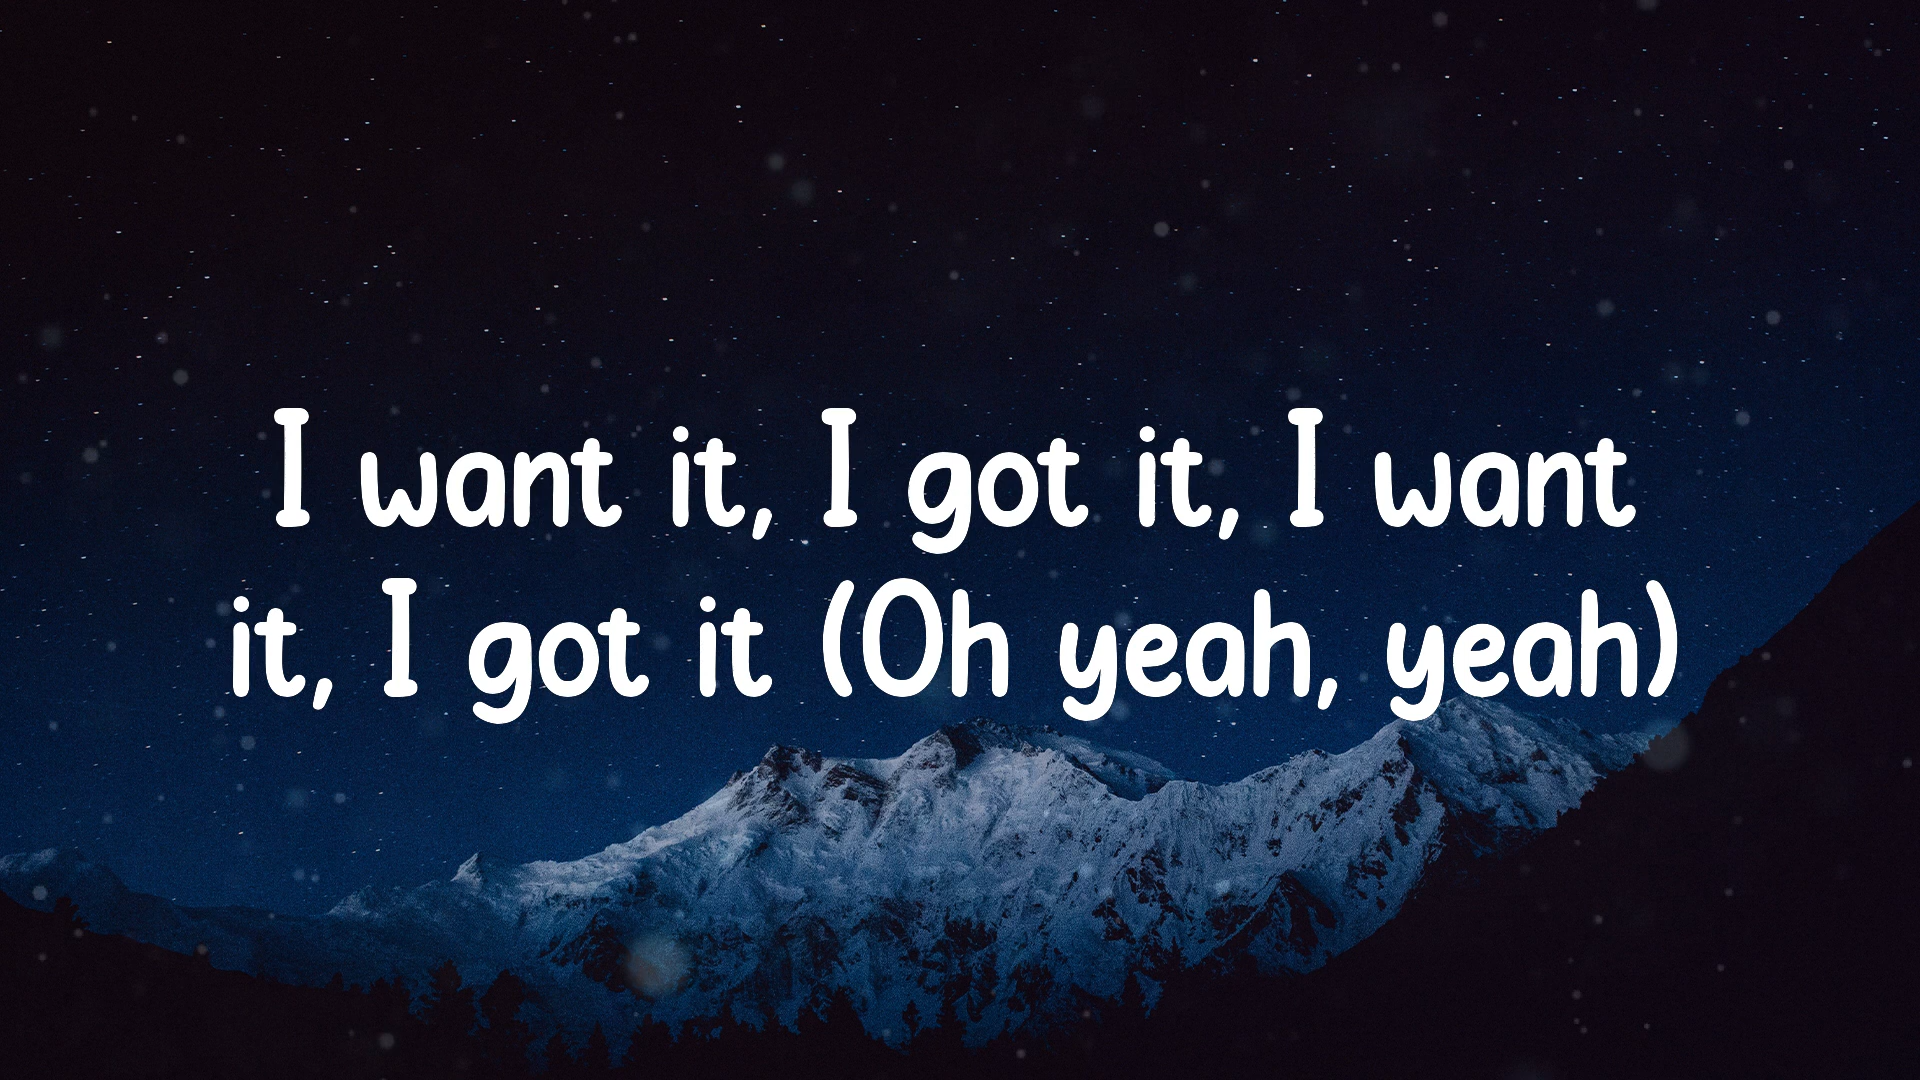 I want it, I got it, I want
it, I got it (Oh yeah, yeah)